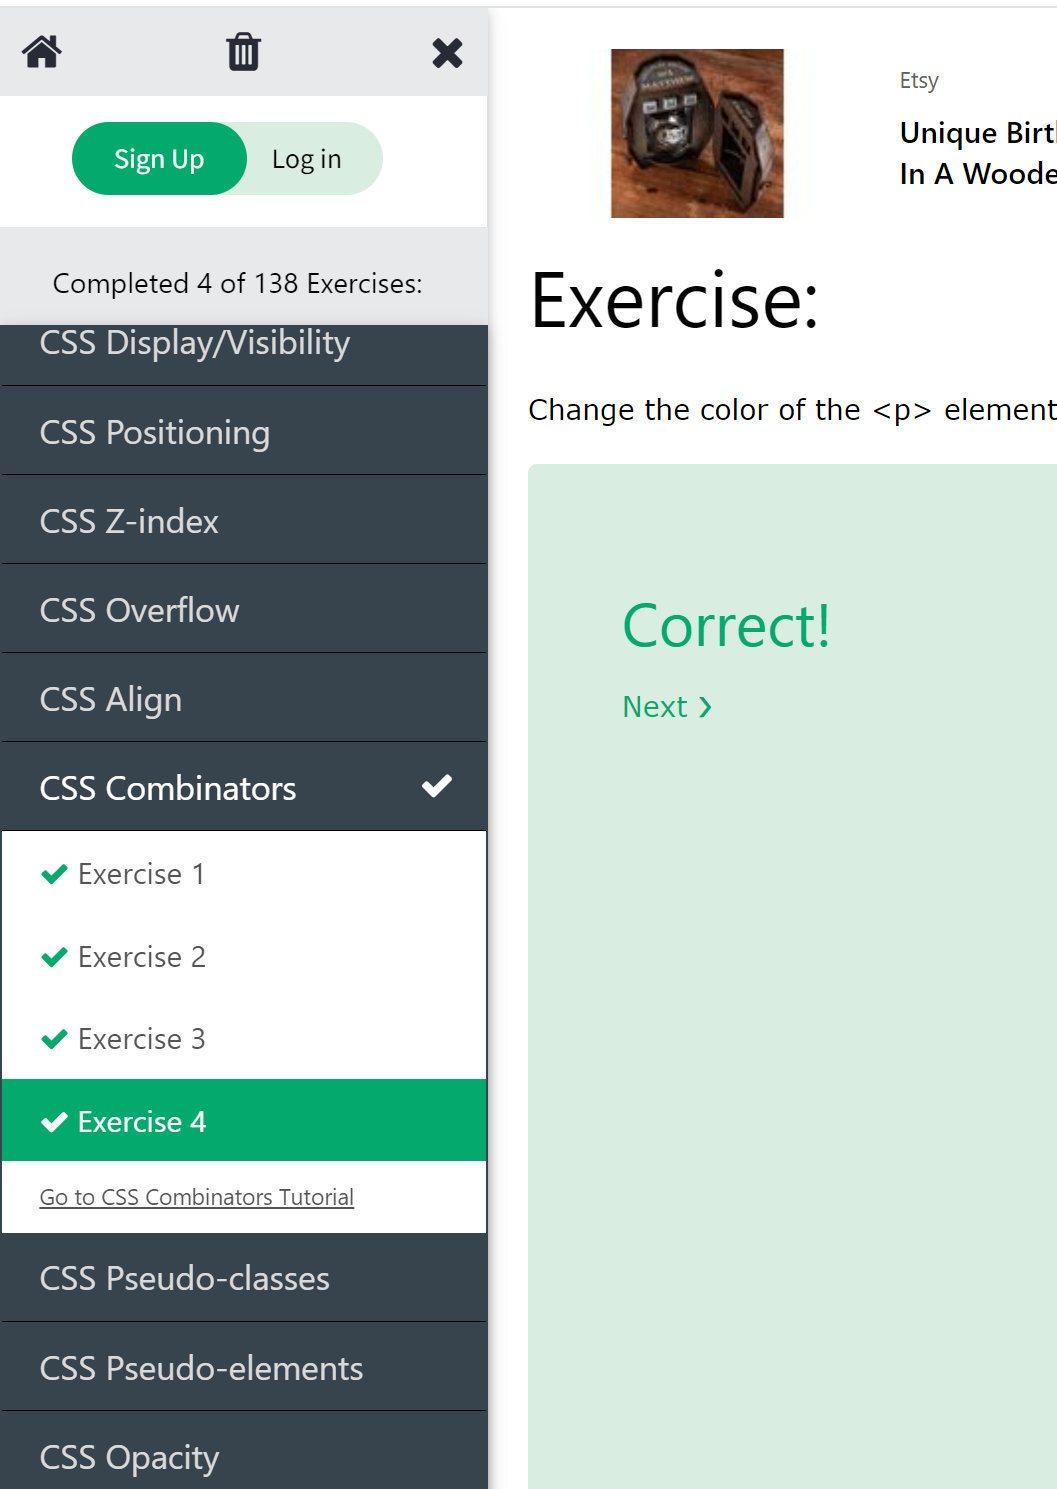 Sign Up
Log in
Completed 4 of 138 Exercises:
CSS Display/Visibility
CSS Positioning
CSS Z-index
CSS Overflow
CSS Align
CSS Combinators
Exercise 1
Exercise 2
Exercise 3
Exercise 4
Go to CSS Combinators Tutorial
CSS Pseudo-classes
CSS Pseudo-elements
CSS Opacity
MATTHEW
Etsy
Unique Birt
In A Woode
Exercise:
Change the color of the <p> element
Correct!
Next ❯